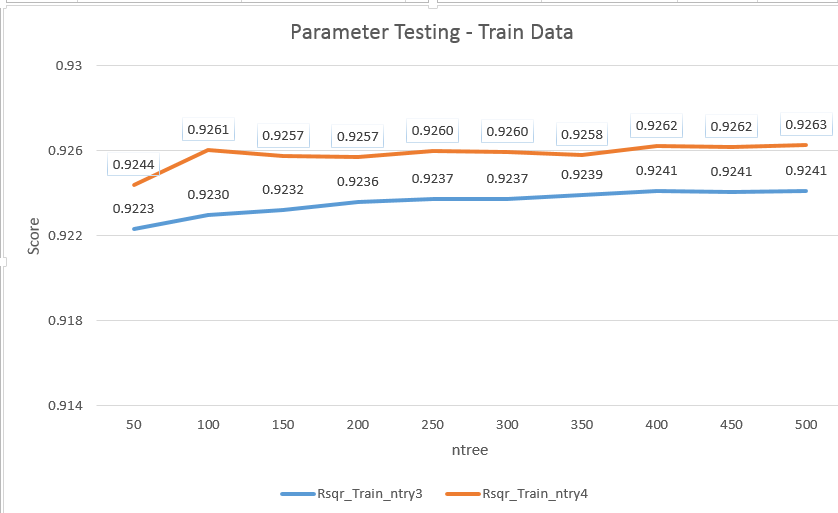 Parameter Testing - Train Data
0.93
0.926
0.922
0.918
0.914
Score
0.9244 0.9261 0.9257 0.9257 0.9260 0.9260 0.9258 0.9262 0.9262 0.9263
0.9223 0.9230 0.9232 0.9236 0.9237 0.9237 0.9239 0.9241 0.9241 0.9241
50 100 150 200 250 300 350 400 450 500
ntree
Rsqr_Train_ntry3 Rsqr_Train_ntry4